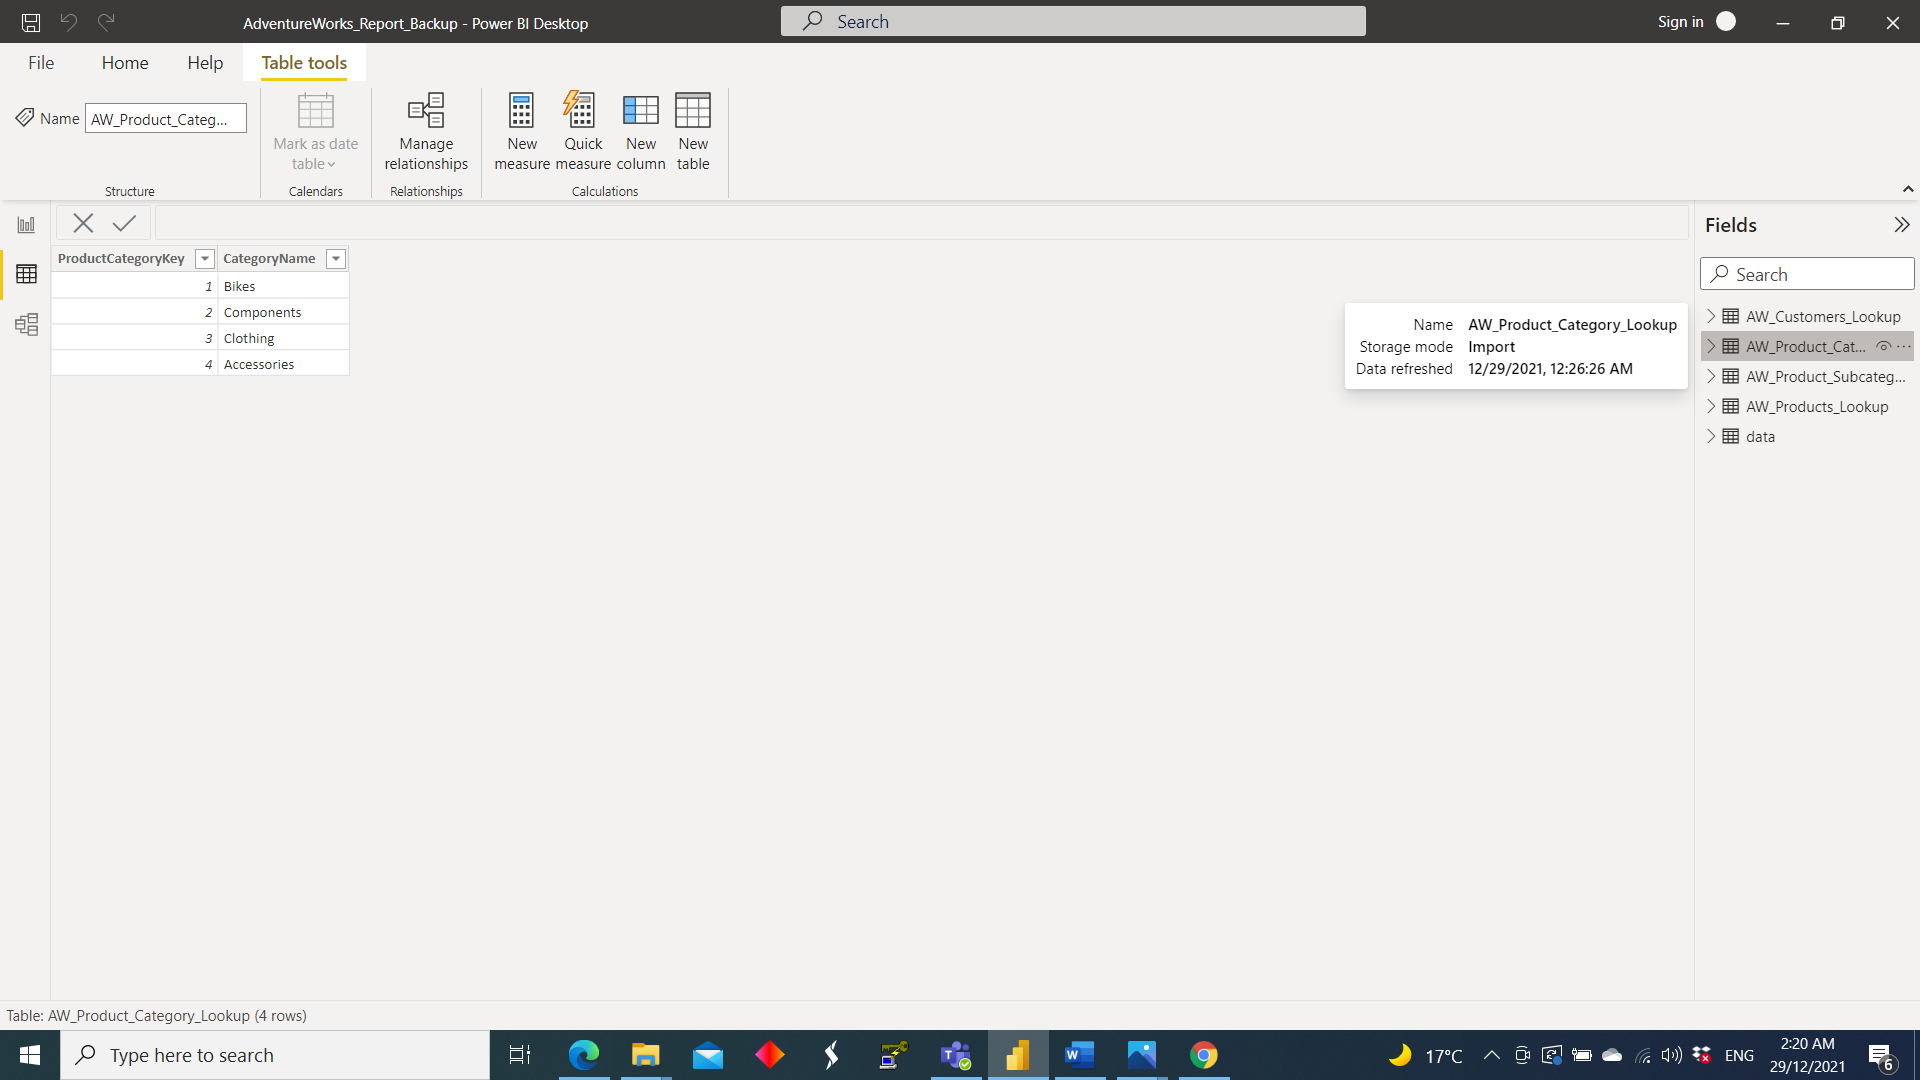 AdventureWorks_Report_Backup - Power BI Desktop
Search
Sign in
File Home Help Table tools
Name AW_Product_Categ...
Mark as date
table
Manage
relationships
New
measure
Quick
measure
New
column
New
table
Structure
Calendars
Relationships
Calculations
ProductCategoryKey CategoryName
1 Bikes
2 Components
3 Clothing
4 Accessories
Name AW_Product_Category_Lookup
Storage mode Import
Data refreshed 12/29/2021, 12:26:26 AM
Fields
Search
AW_Customers_Lookup
AW_Product_Cat...
AW_Product_Subcateg...
AW_Products_Lookup
data
Table: AW_Product_Category_Lookup (4 rows)
Type here to search
17°C
ENG
2:20 AM
29/12/2021
6